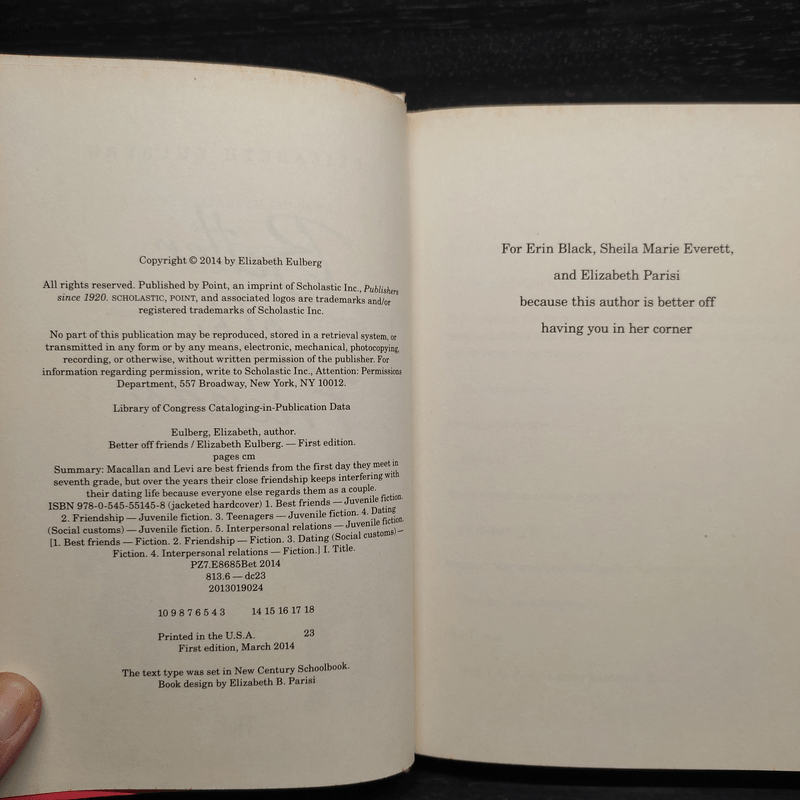 Copyright © 2014 by Elizabeth Eulberg
All rights reserved. Published by Point, an imprint of Scholastic Inc., Publishers
since 1920. SCHOLASTIC, POINT, and associated logos are trademarks and/or
registered trademarks of Scholastic Inc.
No part of this publication may be reproduced, stored in a retrieval system, or
transmitted in any form or by any means, electronic, mechanical, photocopying,
recording, or otherwise, without written permission of the publisher. For
information regarding permission, write to Scholastic Inc., Attention: Permissions
Department, 557 Broadway, New York, NY 10012.
Library of Congress Cataloging-in-Publication Data
Eulberg, Elizabeth, author.
Better off friends / Elizabeth Eulberg. — First edition.
pages cm
Summary: Macallan and Levi are best friends from the first day they meet in
seventh grade, but over the years their close friendship keeps interfering with
their dating life because everyone else regards them as a couple.
ISBN 978-0-545-55145-8 (jacketed hardcover) 1. Best friends — Juvenile fiction.
2. Friendship — Juvenile fiction. 3. Teenagers — Juvenile fiction. 4. Dating
(Social customs) — Juvenile fiction. 5. Interpersonal relations — Juvenile fiction.
[1. Best friends — Fiction. 2. Friendship — Fiction. 3. Dating (Social customs) —
Fiction. 4. Interpersonal relations — Fiction.] I. Title.
PZ7.E8685Bet 2014
813.6 — dc23
2013019024
10 9 8 7 6 5 4 3 14 15 16 17 18
Printed in the U.S.A. 23
First edition, March 2014
The text type was set in New Century Schoolbook.
Book design by Elizabeth B. Parisi
For Erin Black, Sheila Marie Everett,
and Elizabeth Parisi
because this author is better off
having you in her corner